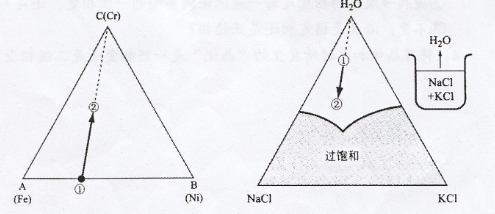 C(Cr)
②
①
A
(Fe)
B
(Ni)
H₂O
①
②
过饱和
NaCl
KCl
H₂O
NaCl
+KCl